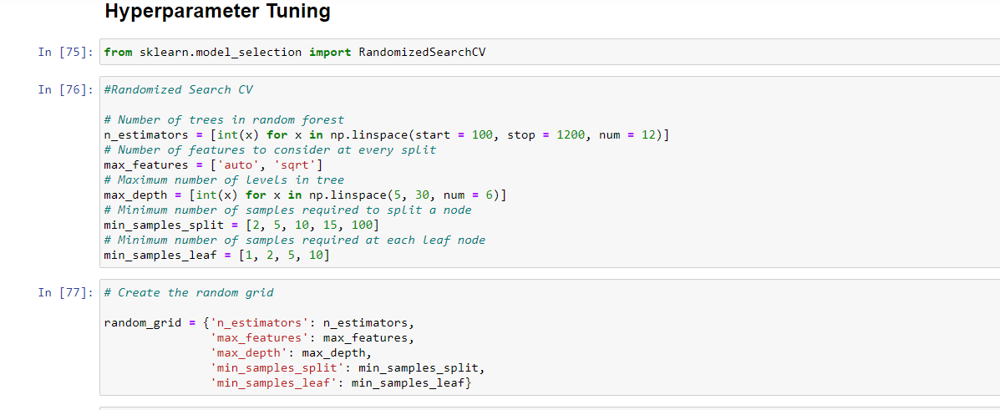 Hyperparameter Tuning
In [75]: from sklearn.model_selection import RandomizedSearchCV
In [76]: #Randomized Search CV
# Number of trees in random forest
n_estimators = [int(x) for x in np.linspace(start = 100, stop = 1200, num = 12)]
# Number of features to consider at every split
max_features = ['auto', 'sqrt']
# Maximum number of levels in tree
max_depth = [int(x) for x in np.linspace(5, 30, num = 6)]
# Minimum number of samples required to split a node
min_samples_split = [2, 5, 10, 15, 100]
# Minimum number of samples required at each leaf node
min_samples_leaf = [1, 2, 5, 10]
In [77]: # Create the random grid
random_grid = {'n_estimators': n_estimators,
'max_features': max_features,
'max_depth': max_depth,
'min_samples_split': min_samples_split,
'min_samples_leaf': min_samples_leaf}